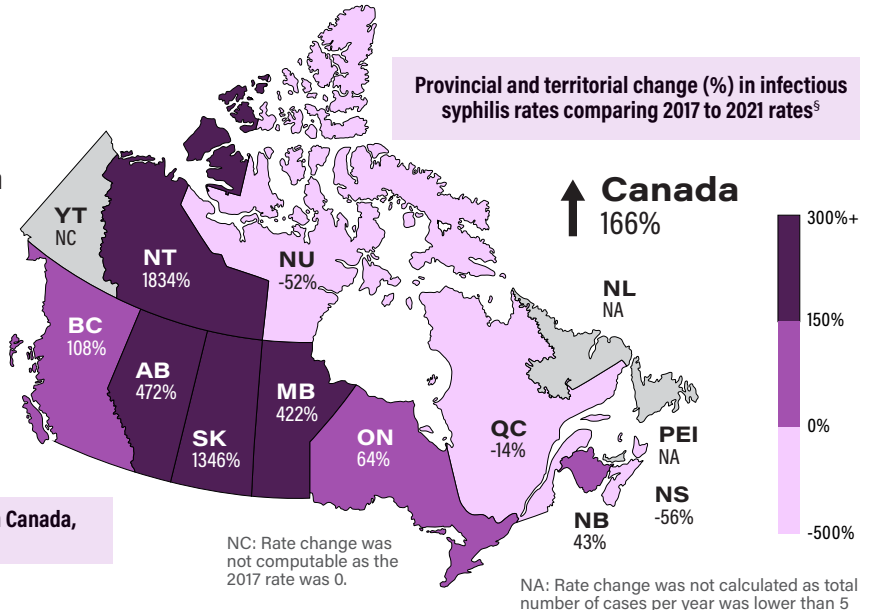 Provincial and territorial change (%) in infectious
syphilis rates comparing 2017 to 2021 rates§
Canada
166%
300%+
150%
0%
-500%
YT
NC
NT
1834%
NU
-52%
NL
NA
BC
108%
AB
472%
SK
1346%
MB
422%
ON
64%
QC
-14%
PEI
NA
NS
-56%
NB
43%
Canada,
NC: Rate change was
not computable as the
2017 rate was 0.
NA: Rate change was not calculated as total
number of cases per year was lower than 5